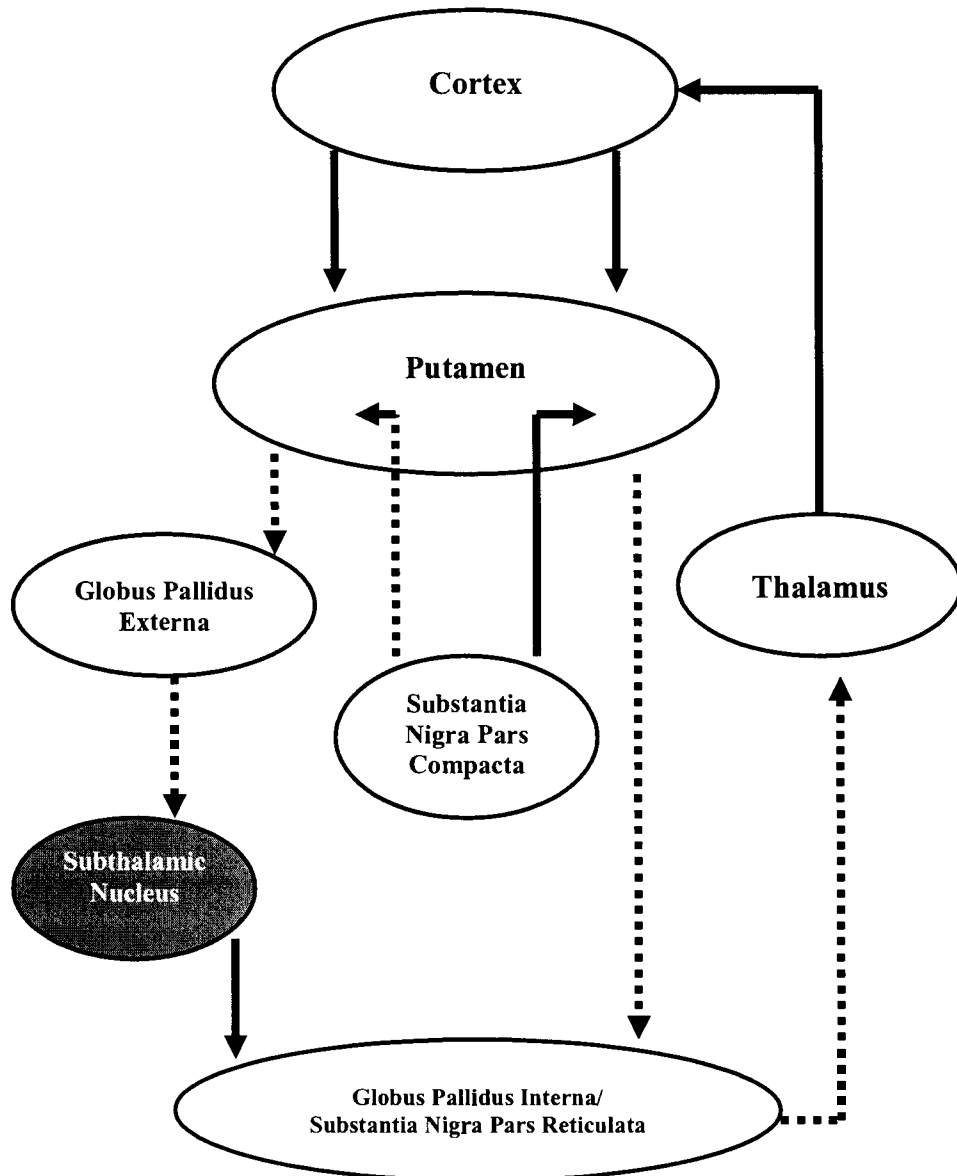 Cortex
Putamen
Globus Pallidus
Externa
Thalamus
Substantia
Nigra Pars
Compacta
Subthalamic
Nucleus
Globus Pallidus Interna/
Substantia Nigra Pars Reticulata